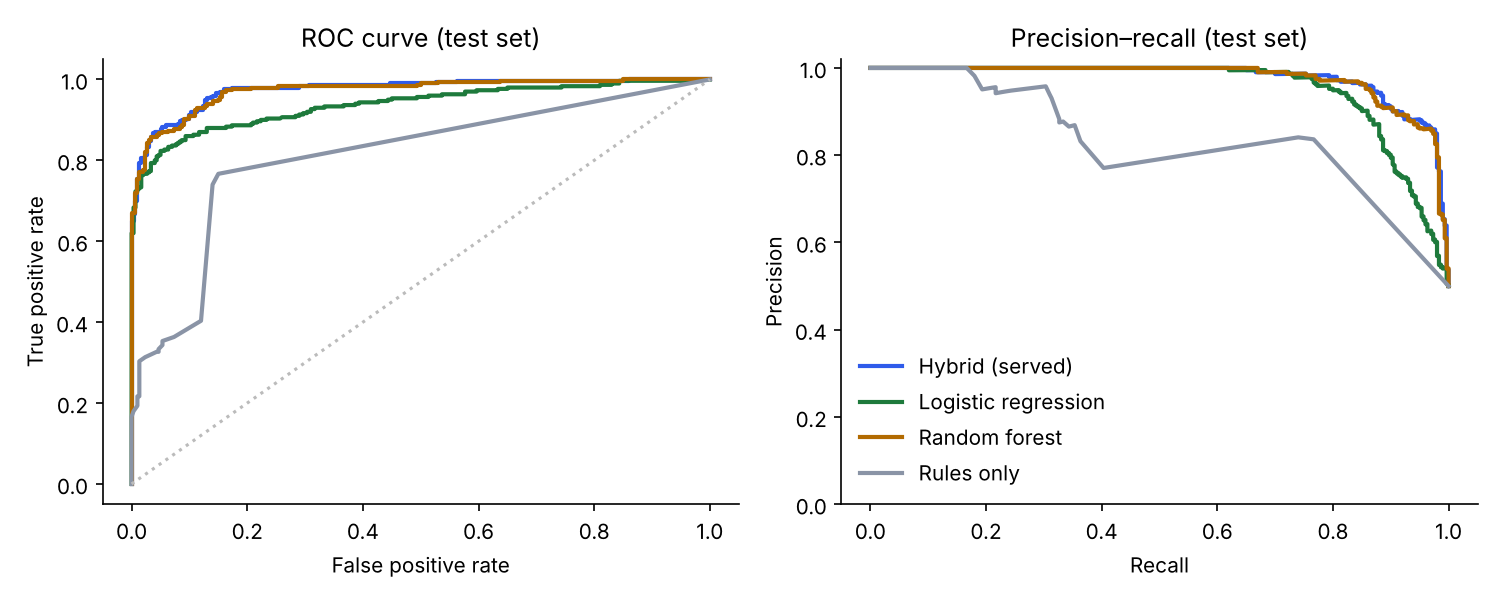 ROC curve (test set)
True positive rate
1.0
0.8
0.6
0.4
0.2
0.0
0.0 0.2 0.4 0.6 0.8 1.0
False positive rate
Precision–recall (test set)
Precision
1.0
0.8
0.6
0.4
0.2
0.0
Hybrid (served)
Logistic regression
Random forest
Rules only
0.0 0.2 0.4 0.6 0.8 1.0
Recall